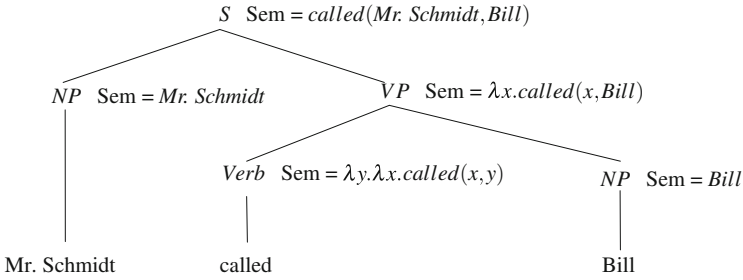 S Sem = called(Mr. Schmidt,Bill)
NP Sem = Mr. Schmidt VP Sem = λx.called(x,Bill)
Verb Sem = λy.λx.called(x,y) NP Sem = Bill
Mr. Schmidt called Bill